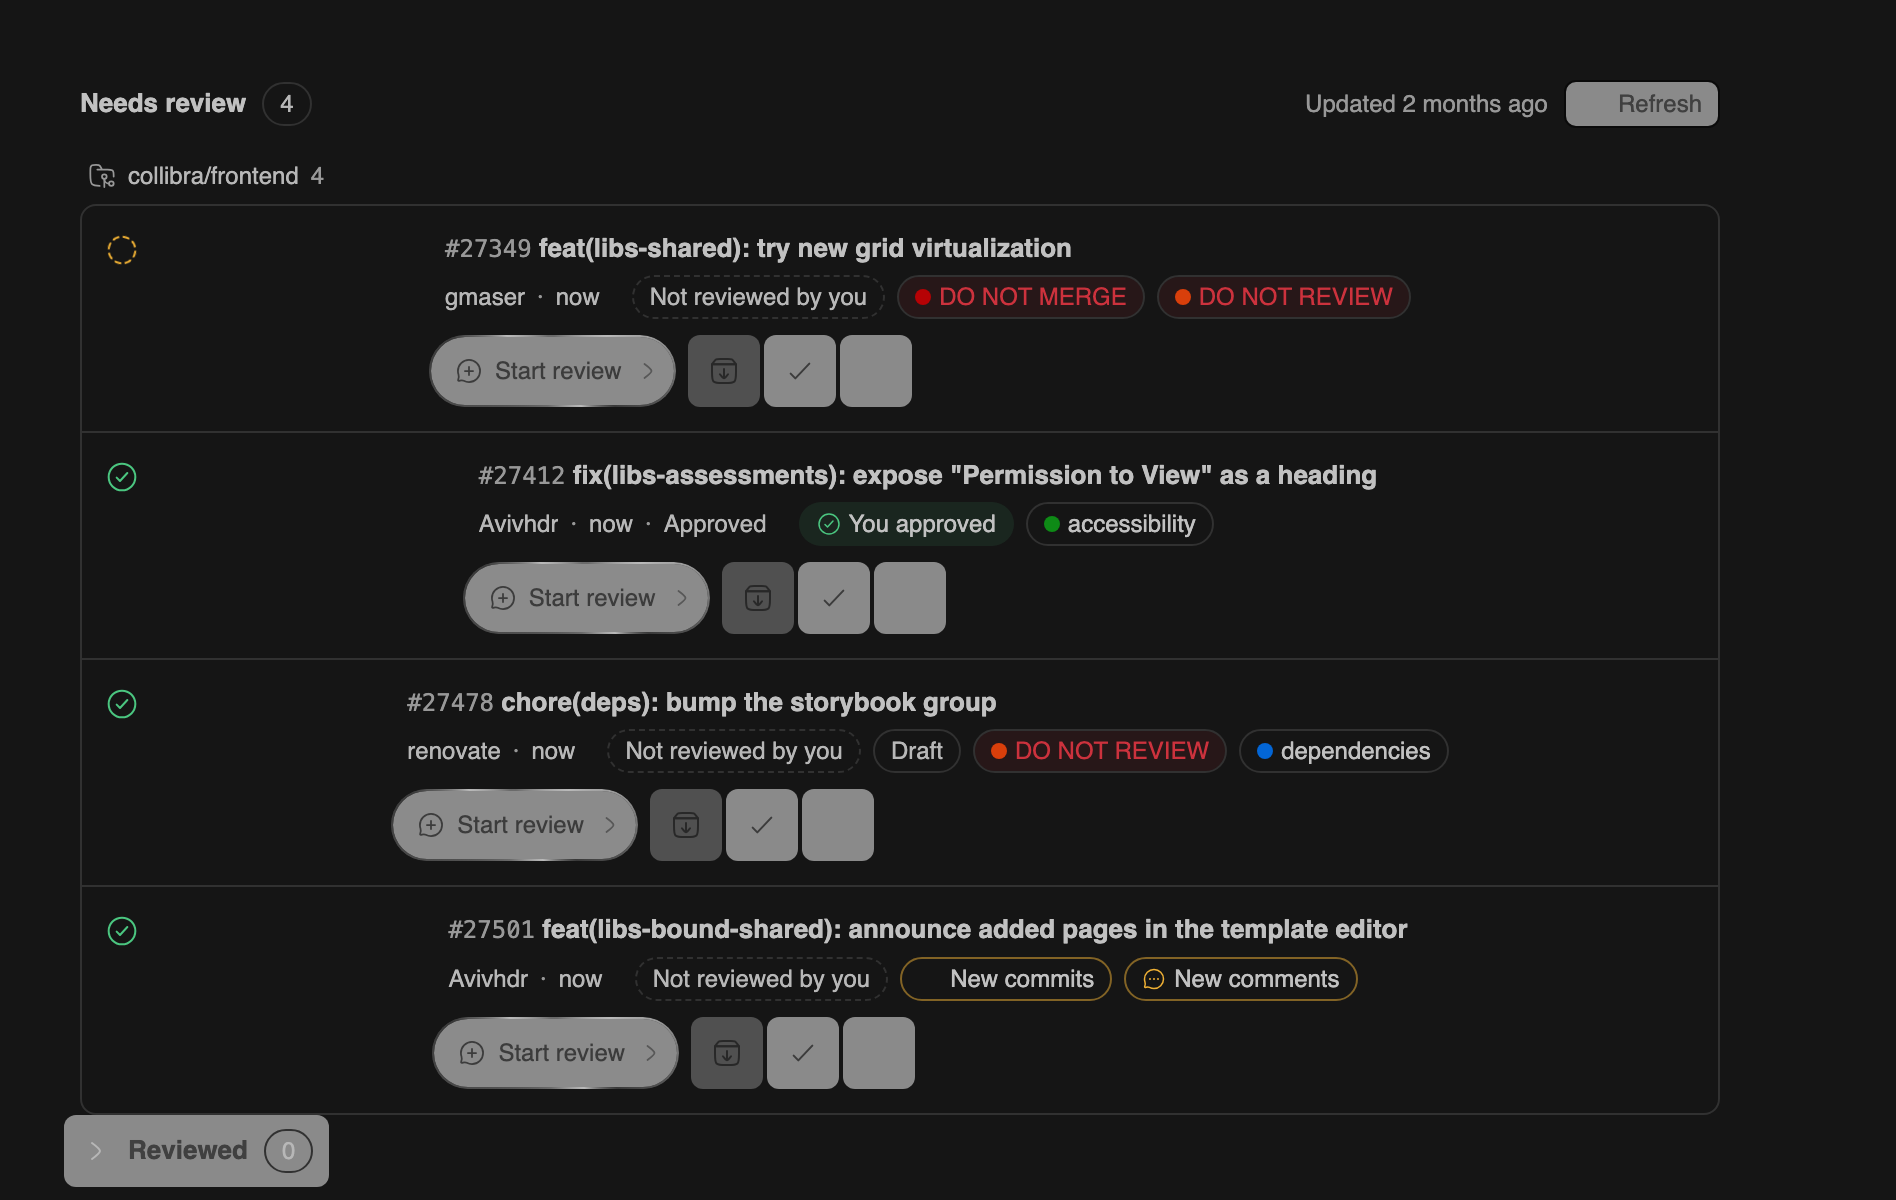 Needs review 4
Updated 2 months ago Refresh
collibra/frontend 4
#27349 feat(libs-shared): try new grid virtualization
gmaser · now Not reviewed by you DO NOT MERGE DO NOT REVIEW
Start review
#27412 fix(libs-assessments): expose "Permission to View" as a heading
Avivhdr · now · Approved You approved accessibility
Start review
#27478 chore(deps): bump the storybook group
renovate · now Not reviewed by you Draft DO NOT REVIEW dependencies
Start review
#27501 feat(libs-bound-shared): announce added pages in the template editor
Avivhdr · now Not reviewed by you New commits New comments
Start review
Reviewed 0